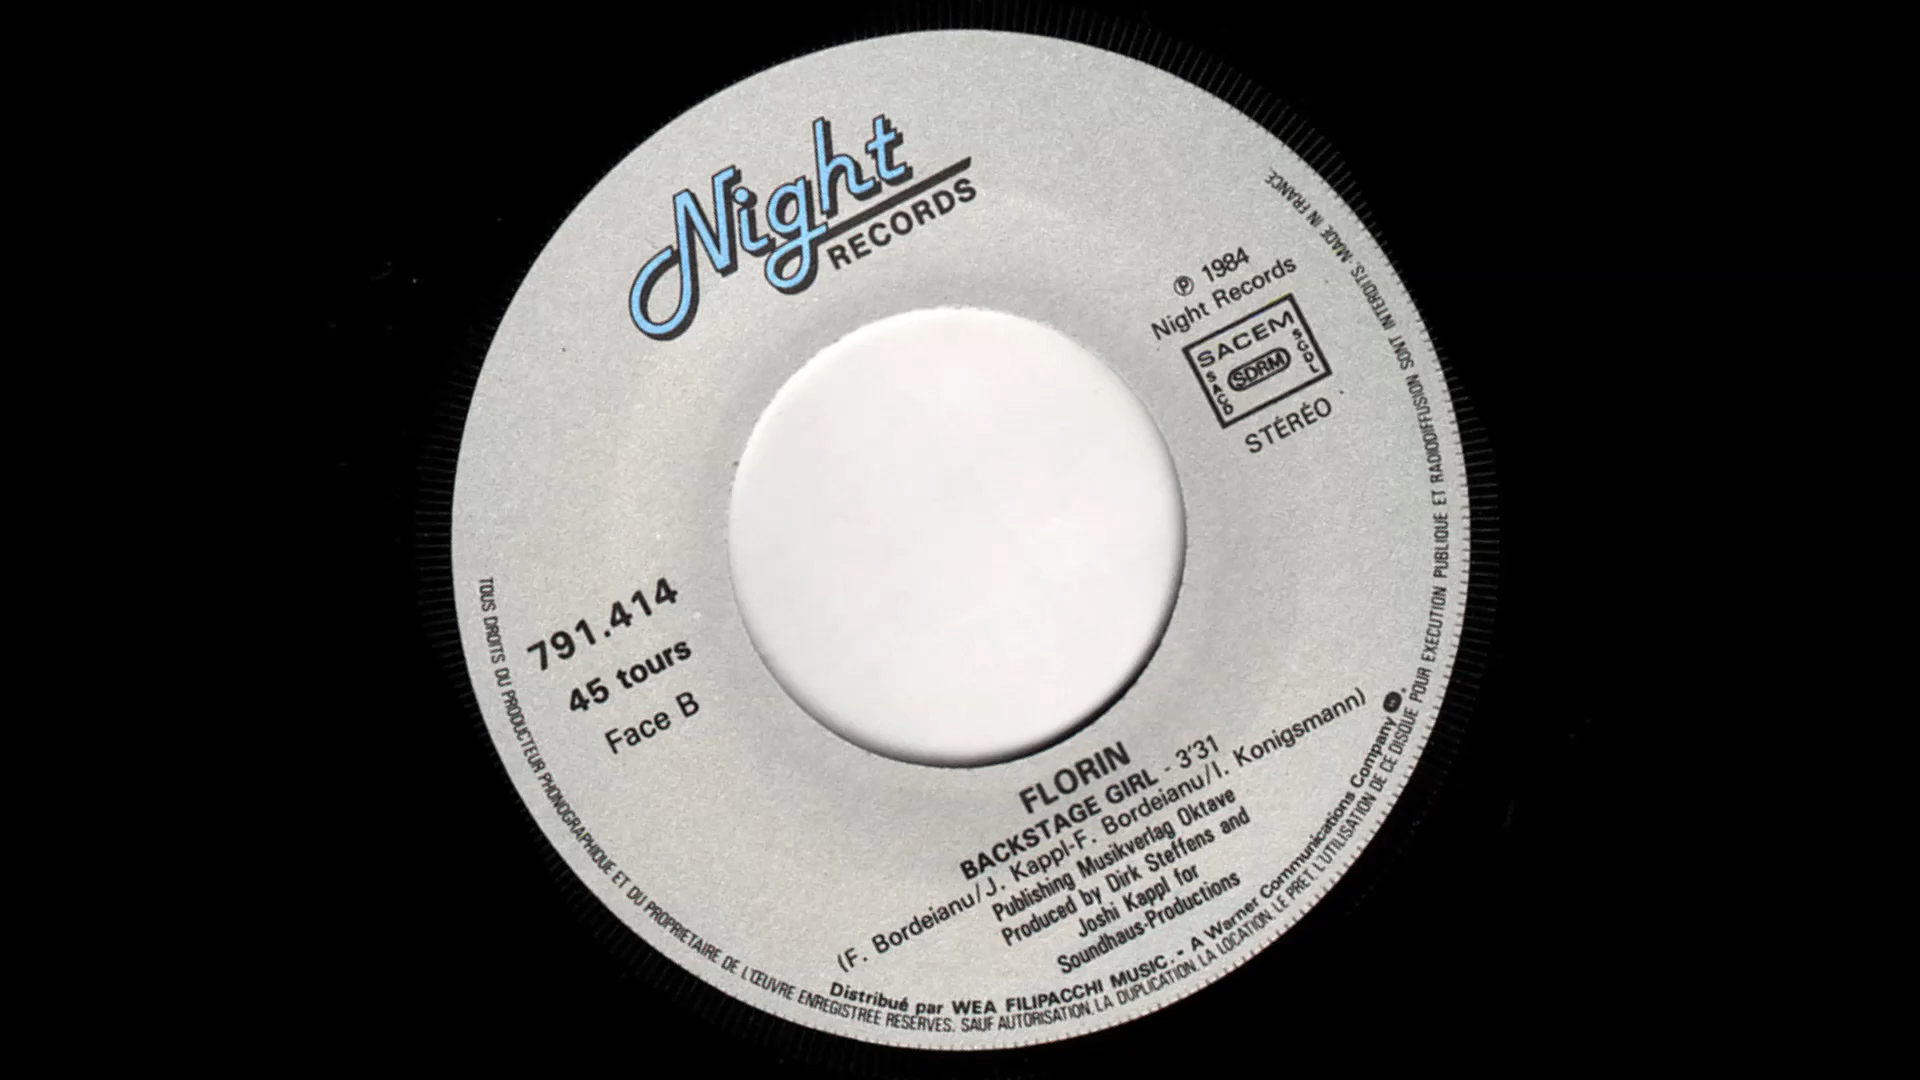 Night
RECORDS
℗ 1984
Night Records
SACEM
SACD
SDRM
SGDL
STÉRÉO
791.414
45 tours
Face B
FLORIN
BACKSTAGE GIRL - 3'31
(F. Bordeianu/J. Kappl-F. Bordeianu/I. Konigsmann)
Publishing Musikverlag Oktave
Produced by Dirk Steffens and
Joshi Kappl for
Soundhaus-Productions
Distribué par WEA FILIPACCHI MUSIC. - A Warner Communications Company
TOUS DROITS DU PRODUCTEUR PHONOGRAPHIQUE ET DU PROPRIETAIRE DE L'ŒUVRE ENREGISTREE RESERVES. SAUF AUTORISATION, LA DUPLICATION, LA LOCATION, LE PRET, L'UTILISATION DE CE DISQUE POUR EXECUTION PUBLIQUE ET RADIODIFFUSION SONT INTERDITS. MADE IN FRANCE.